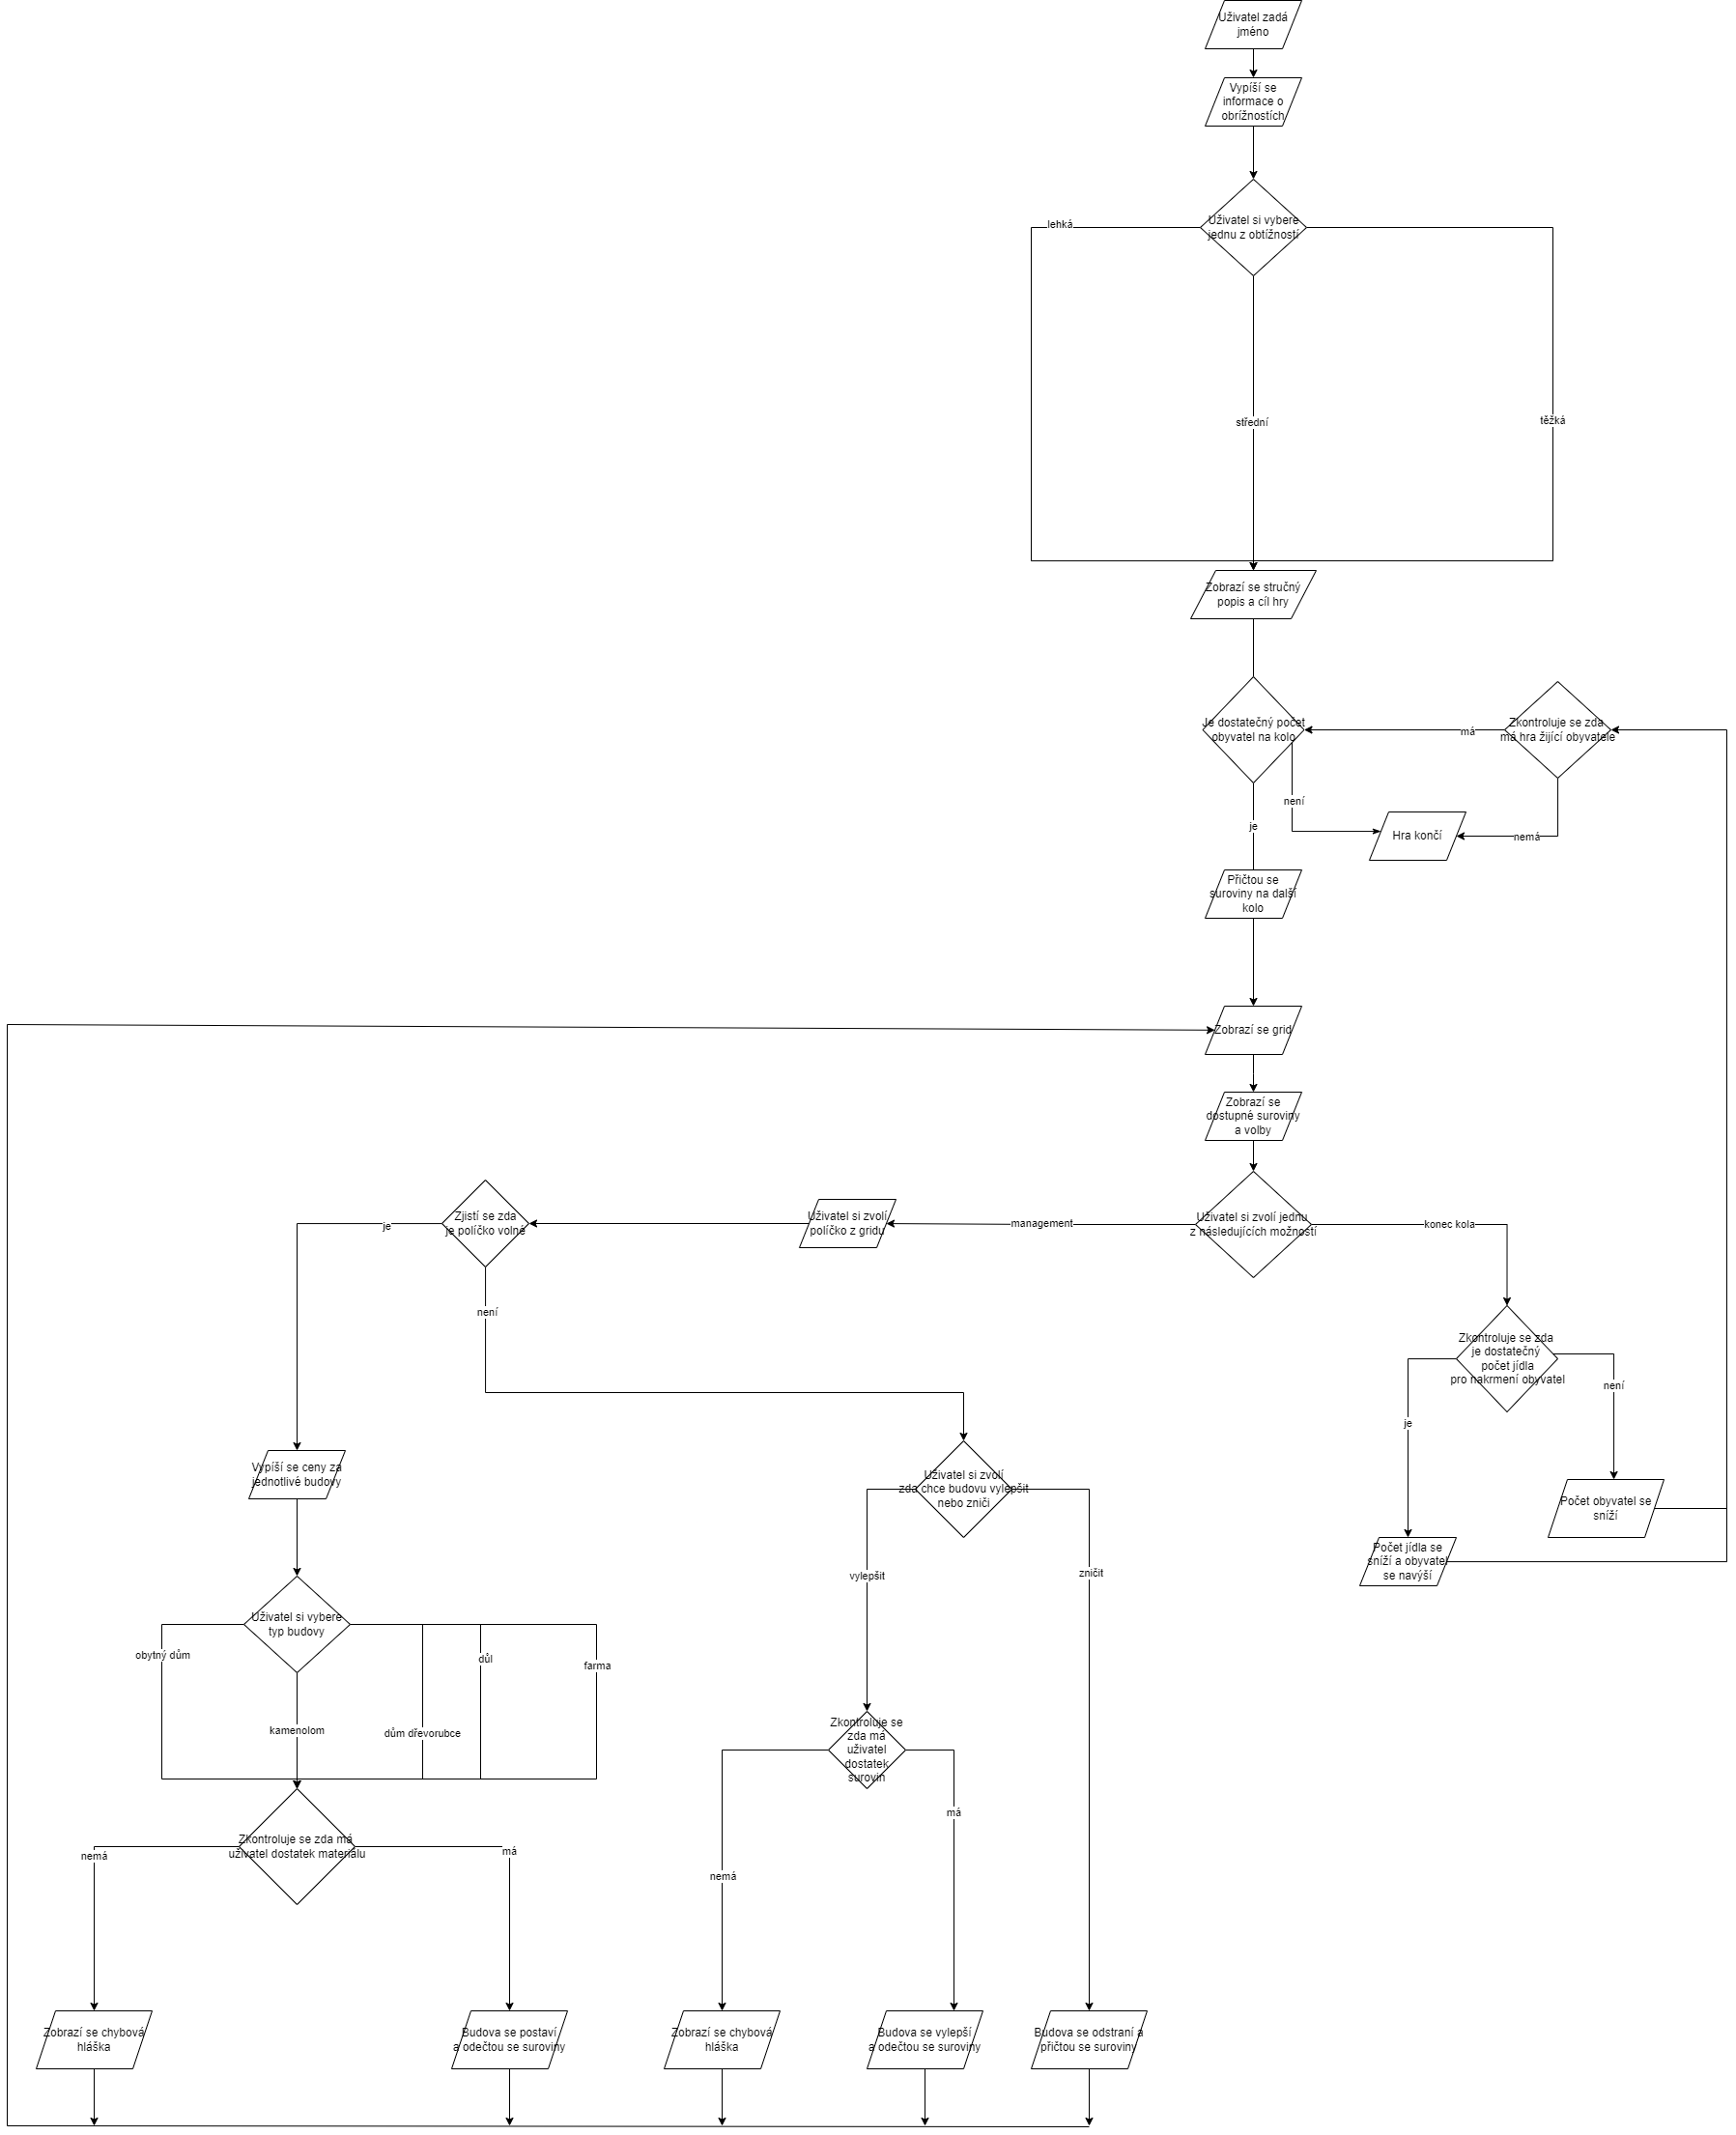 Uživatel zadá
jméno
Vypíší se
informace o
obrížnostích
Uživatel si vybere
jednu z obtížností
lehká
střední
těžká
Zobrazí se stručný
popis a cíl hry
Je dostatečný počet
obyvatel na kolo
Zkontroluje se zda
má hra žijící obyvatele
má
není
je
Hra končí
nemá
Přičtou se
suroviny na další
kolo
Zobrazí se grid
Zobrazí se
dostupné suroviny
a volby
Uživatel si zvolí jednu
z následujících možností
management
konec kola
Uživatel si zvolí
políčko z gridu
Zjistí se zda
je políčko volné
je
není
Zkontroluje se zda
je dostatečný
počet jídla
pro nakrmení obyvatel
je
není
Vypíší se ceny za
jednotlivé budovy
Uživatel si zvolí
zda chce budovu vylepšit
nebo zniči
Počet obyvatel se
sníží
Počet jídla se
sníží a obyvatel
se navýší
vylepšit
zničit
Uživatel si vybere
typ budovy
obytný dům
kamenolom
dům dřevorubce
důl
farma
Zkontroluje se
zda má
uživatel
dostatek
surovin
Zkontroluje se zda má
uživatel dostatek materiálu
nemá
má
nemá
má
Zobrazí se chybová
hláška
Budova se postaví
a odečtou se suroviny
Zobrazí se chybová
hláška
Budova se vylepší
a odečtou se suroviny
Budova se odstraní a
přičtou se suroviny